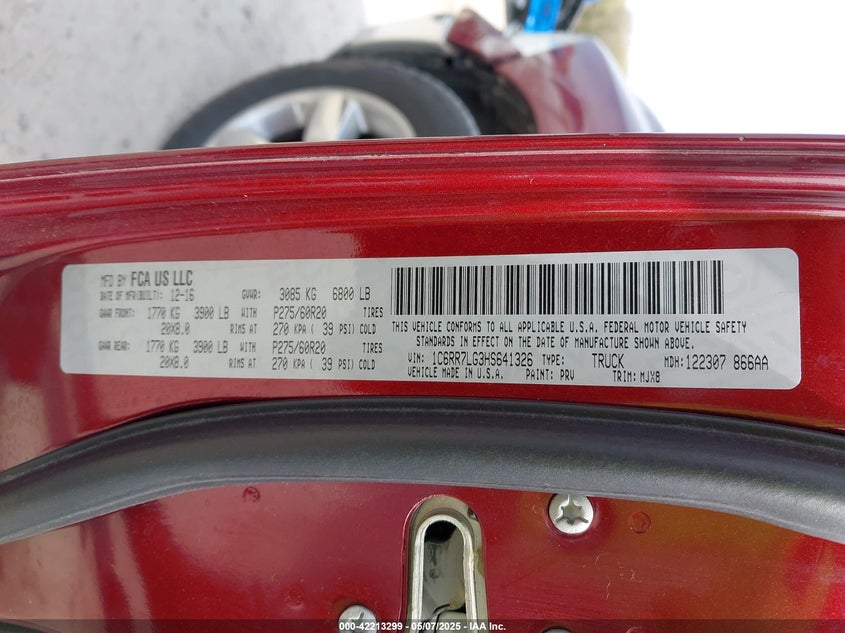 MFD BY FCA US LLC
DATE OF MFR(BUILT): 12-16 GVWR: 3085 KG 6800 LB
GAWR FRONT: 1770 KG 3900 LB WITH P275/60R20 TIRES
20X8.0 RIMS AT 270 KPA ( 39 PSI) COLD
GAWR REAR: 1770 KG 3900 LB WITH P275/60R20 TIRES
20X8.0 RIMS AT 270 KPA ( 39 PSI) COLD
THIS VEHICLE CONFORMS TO ALL APPLICABLE U.S.A. FEDERAL MOTOR VEHICLE SAFETY
STANDARDS IN EFFECT ON THE DATE OF MANUFACTURE SHOWN ABOVE.
VIN: 1C6RR7LG3HS641326 TYPE: TRUCK MDH: 122307 866AA
VEHICLE MADE IN U.S.A. PAINT: PRV TRIM: MJX8
000-42213299 - 05/07/2025 - IAA Inc.